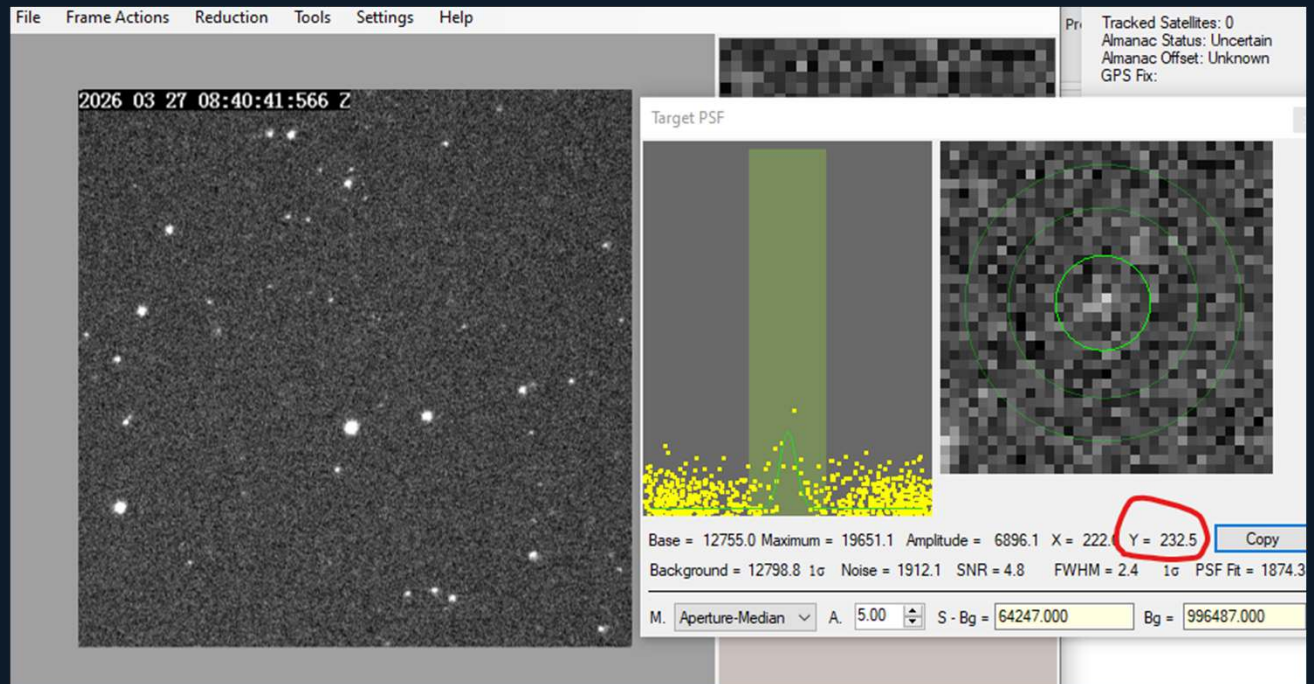 File Frame Actions Reduction Tools Settings Help
Tracked Satellites: 0
Almanac Status: Uncertain
Almanac Offset: Unknown
GPS Fix:
2026 03 27 08:40:41:566 Z
Target PSF
Base = 12755.0 Maximum = 19651.1 Amplitude = 6896.1 X = 222. Y = 232.5 Copy
Background = 12798.8 1σ Noise = 1912.1 SNR = 4.8 FWHM = 2.4 1σ PSF Fit = 1874.3
M. Aperture-Median A. 5.00 S - Bg = 64247.000 Bg = 996487.000